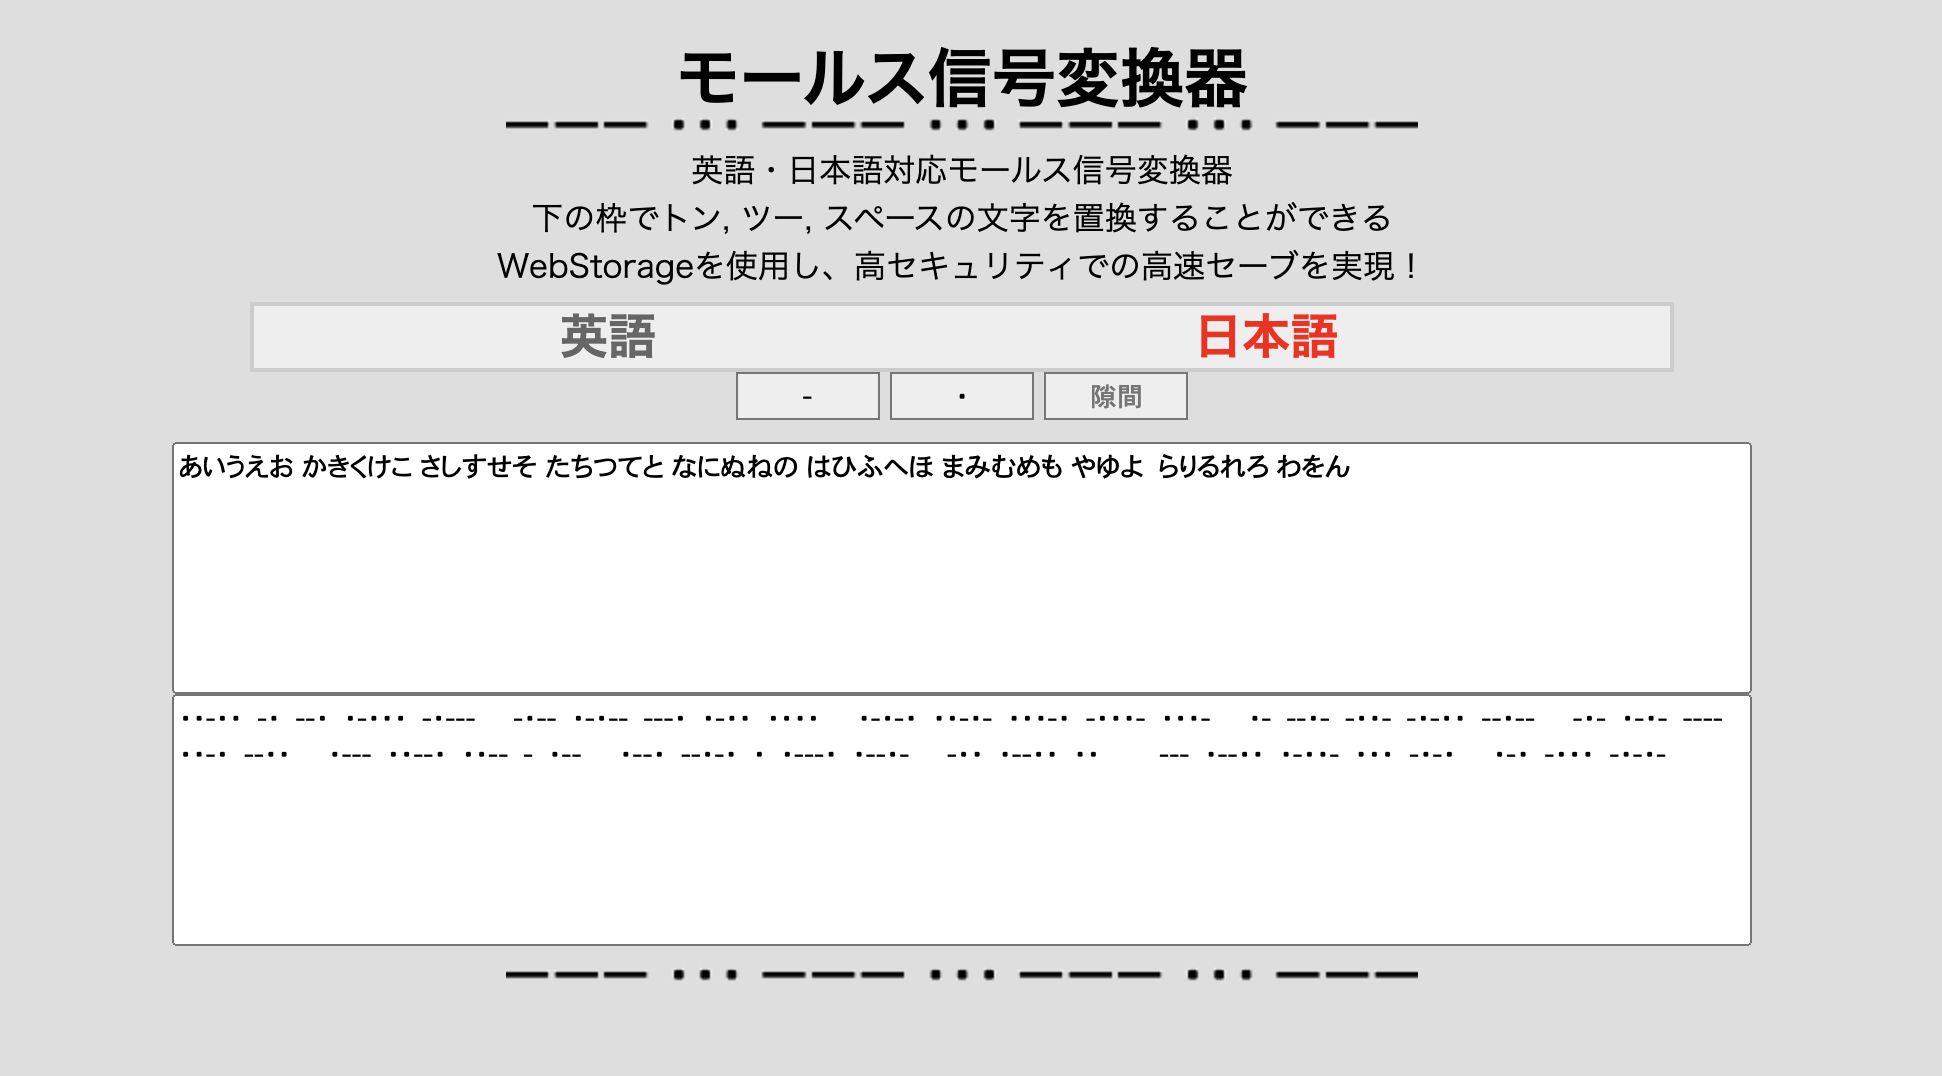 モールス信号変換器
英語・日本語対応モールス信号変換器
下の枠でトン, ツー, スペースの文字を置換することができる
WebStorageを使用し、高セキュリティでの高速セーブを実現！
英語 日本語
- ・ 隙間
あいうえお かきくけこ さしすせそ たちつてと なにぬねの はひふへほ まみむめも やゆよ  らりるれろ わをん
・・-・・ -・ --・ ・-・・・ -・---   -・-- ・-・-- ---・ ・-・・ ・・・・   ・-・-・ ・・-・- ・・・-・ -・・・- ・・・-   ・- --・- -・・- -・-・・ --・--   -・- ・-・- ----
・・-・ --・・   ・--- ・・--・ ・・-- - ・--   ・--・ --・-・ ・ ・---・ ・--・-   -・・ ・--・・ ・・    --- ・--・・ ・-・・- ・・・ -・-・   ・-・ -・・・ -・-・-